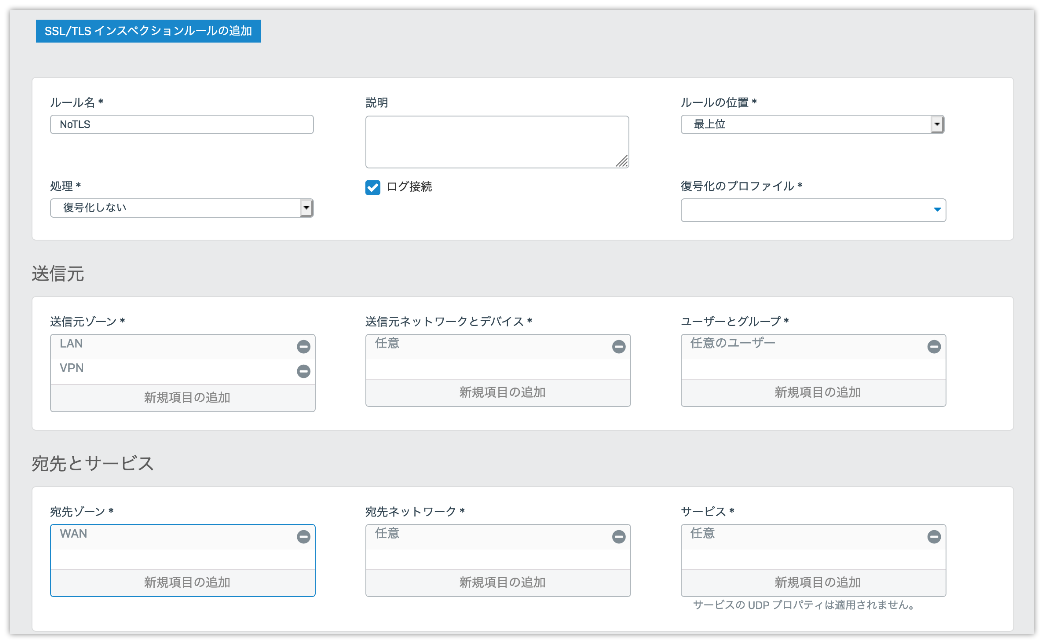 SSL/TLS インスペクションルールの追加
ルール名 *
説明
ルールの位置 *
NoTLS
最上位
処理 *
ログ接続
復号化のプロファイル *
復号化しない
送信元
送信元ゾーン *
送信元ネットワークとデバイス *
ユーザーとグループ *
LAN
任意
任意のユーザー
VPN
新規項目の追加
新規項目の追加
新規項目の追加
宛先とサービス
宛先ゾーン *
宛先ネットワーク *
サービス *
WAN
任意
任意
新規項目の追加
新規項目の追加
新規項目の追加
サービスの UDP プロパティは適用されません。